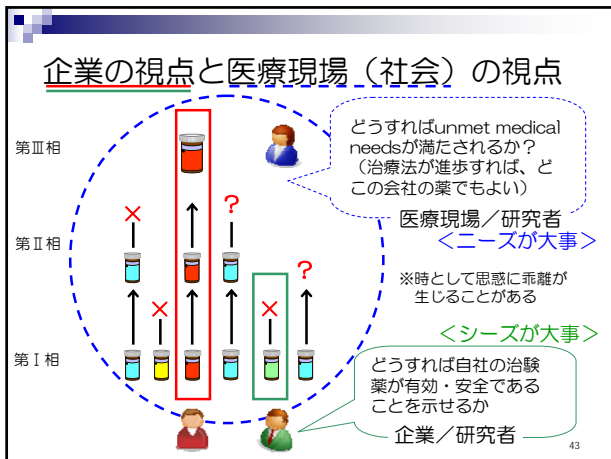 企業の視点と医療現場（社会）の視点
第Ⅲ相
どうすればunmet medical
needsが満たされるか？
（治療法が進歩すれば、ど
この会社の薬でもよい）
医療現場／研究者
＜ニーズが大事＞
×
？
第Ⅱ相
※時として思惑に乖離が
生じることがある
？
×
×
＜シーズが大事＞
第Ⅰ相
どうすれば自社の治験
薬が有効・安全である
ことを示せるか
企業／研究者
43